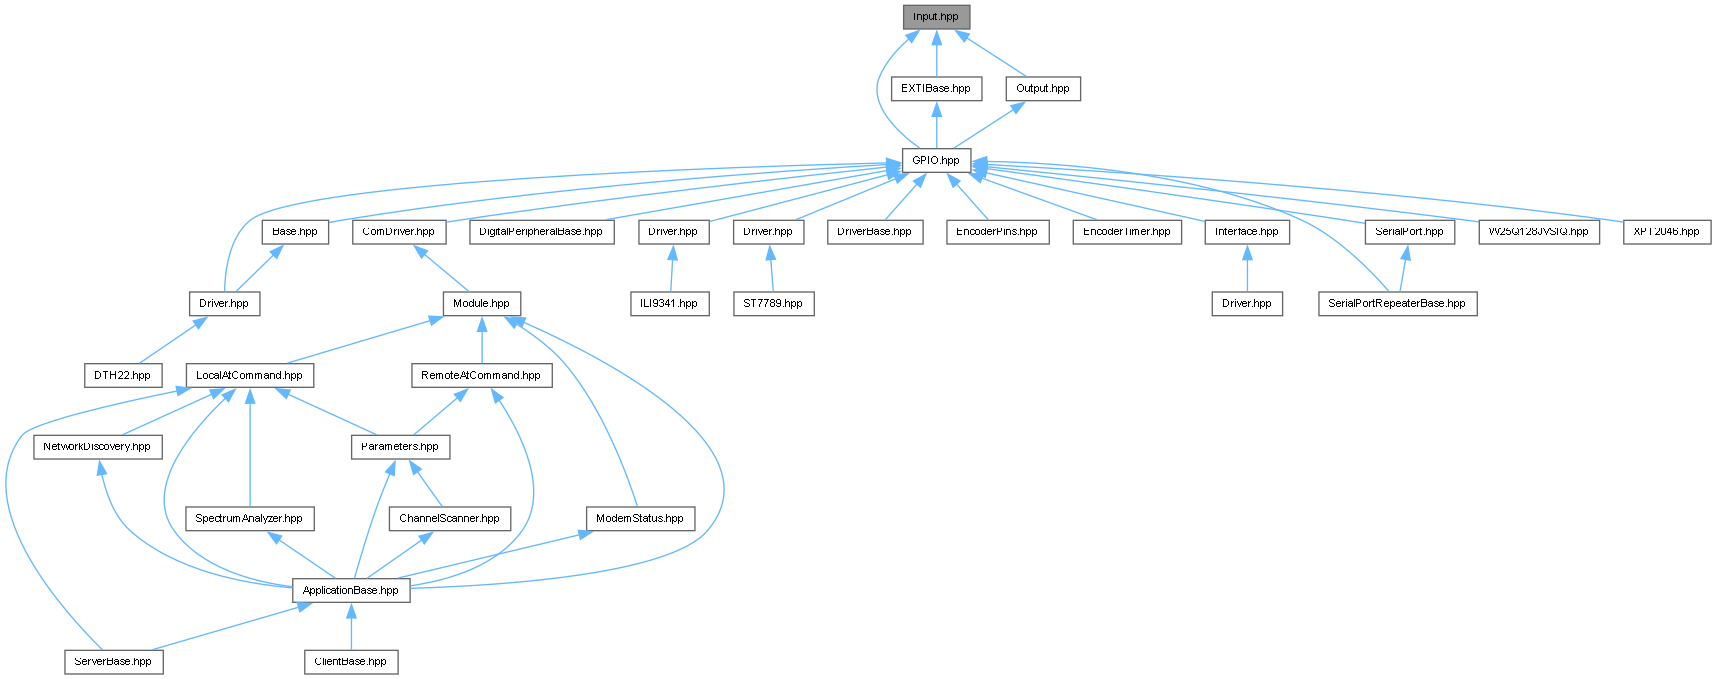 Input.hpp
EXTIBase.hpp
Output.hpp
GPIO.hpp
Base.hpp
ComDriver.hpp
DigitalPeripheralBase.hpp
Driver.hpp
Driver.hpp
DriverBase.hpp
EncoderPins.hpp
EncoderTimer.hpp
Interface.hpp
SerialPort.hpp
W25Q128JVSIQ.hpp
XPT2046.hpp
Driver.hpp
Module.hpp
ILI9341.hpp
ST7789.hpp
Driver.hpp
SerialPortRepeaterBase.hpp
DTH22.hpp
LocalAtCommand.hpp
RemoteAtCommand.hpp
NetworkDiscovery.hpp
Parameters.hpp
SpectrumAnalyzer.hpp
ChannelScanner.hpp
ModemStatus.hpp
ApplicationBase.hpp
ServerBase.hpp
ClientBase.hpp